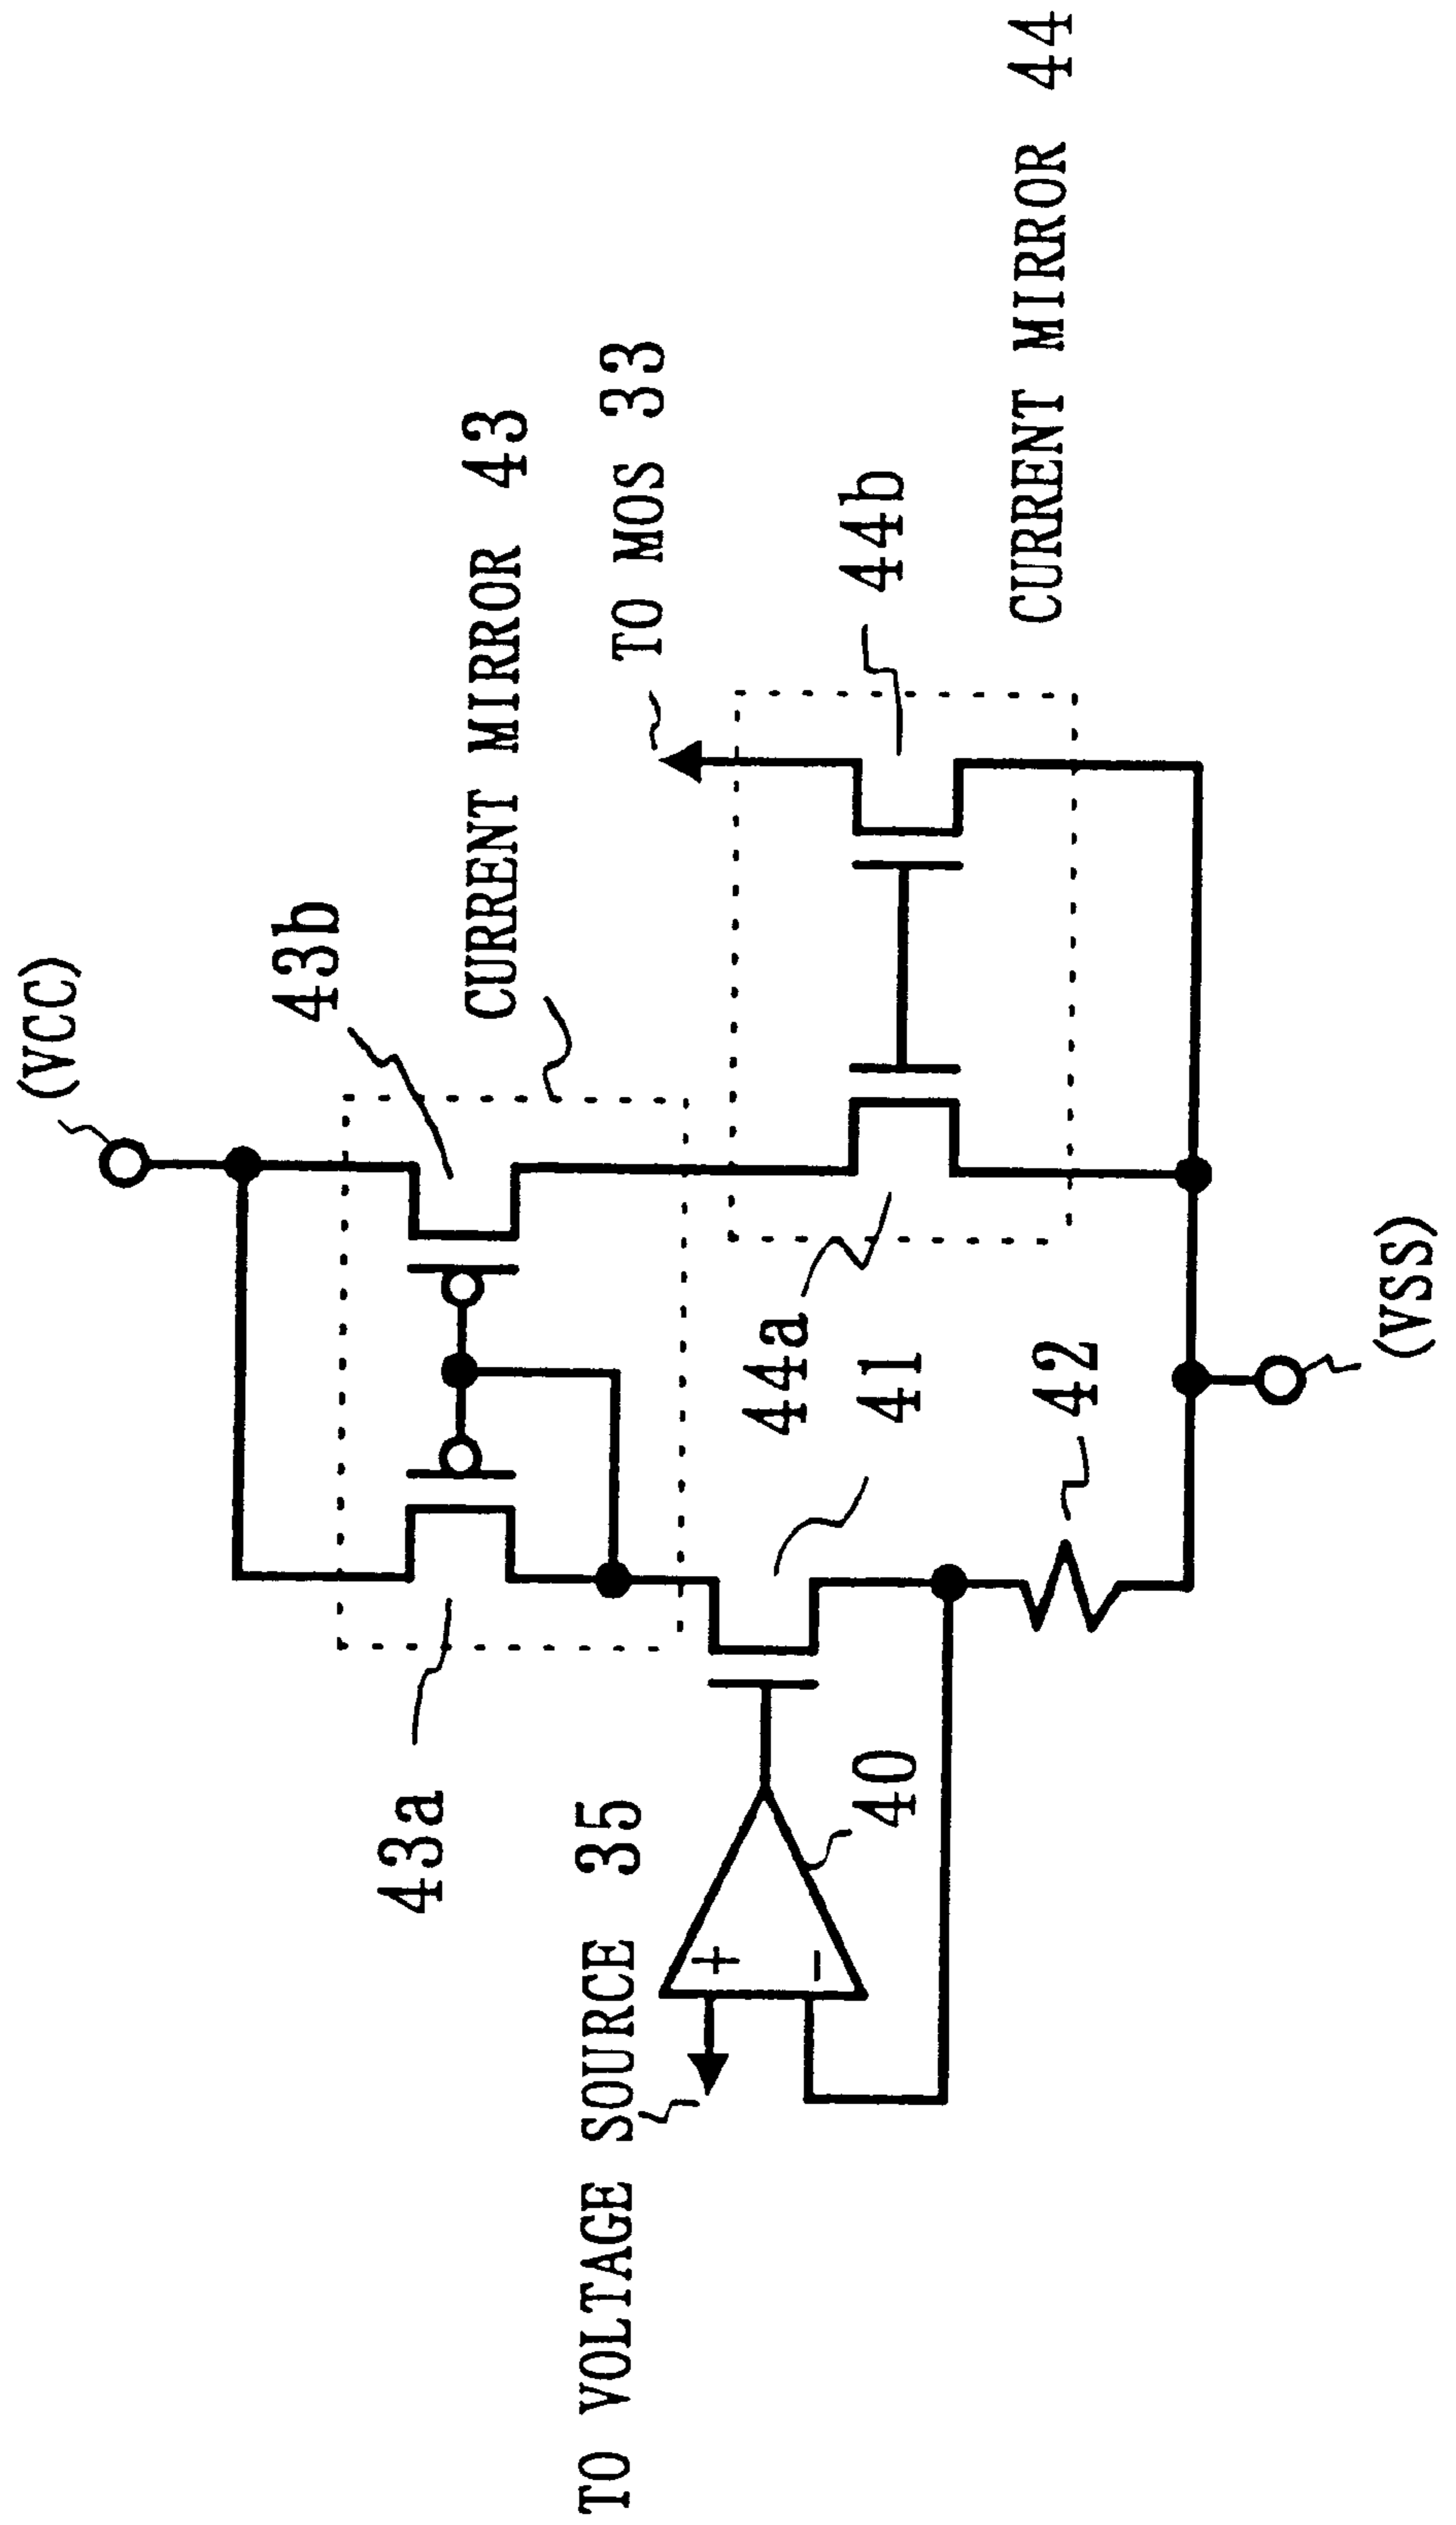 (VCC)
43b
CURRENT MIRROR 43
43a
TO MOS 33
TO VOLTAGE SOURCE 35
+
-
40
41
44a
44b
42
CURRENT MIRROR 44
(VSS)